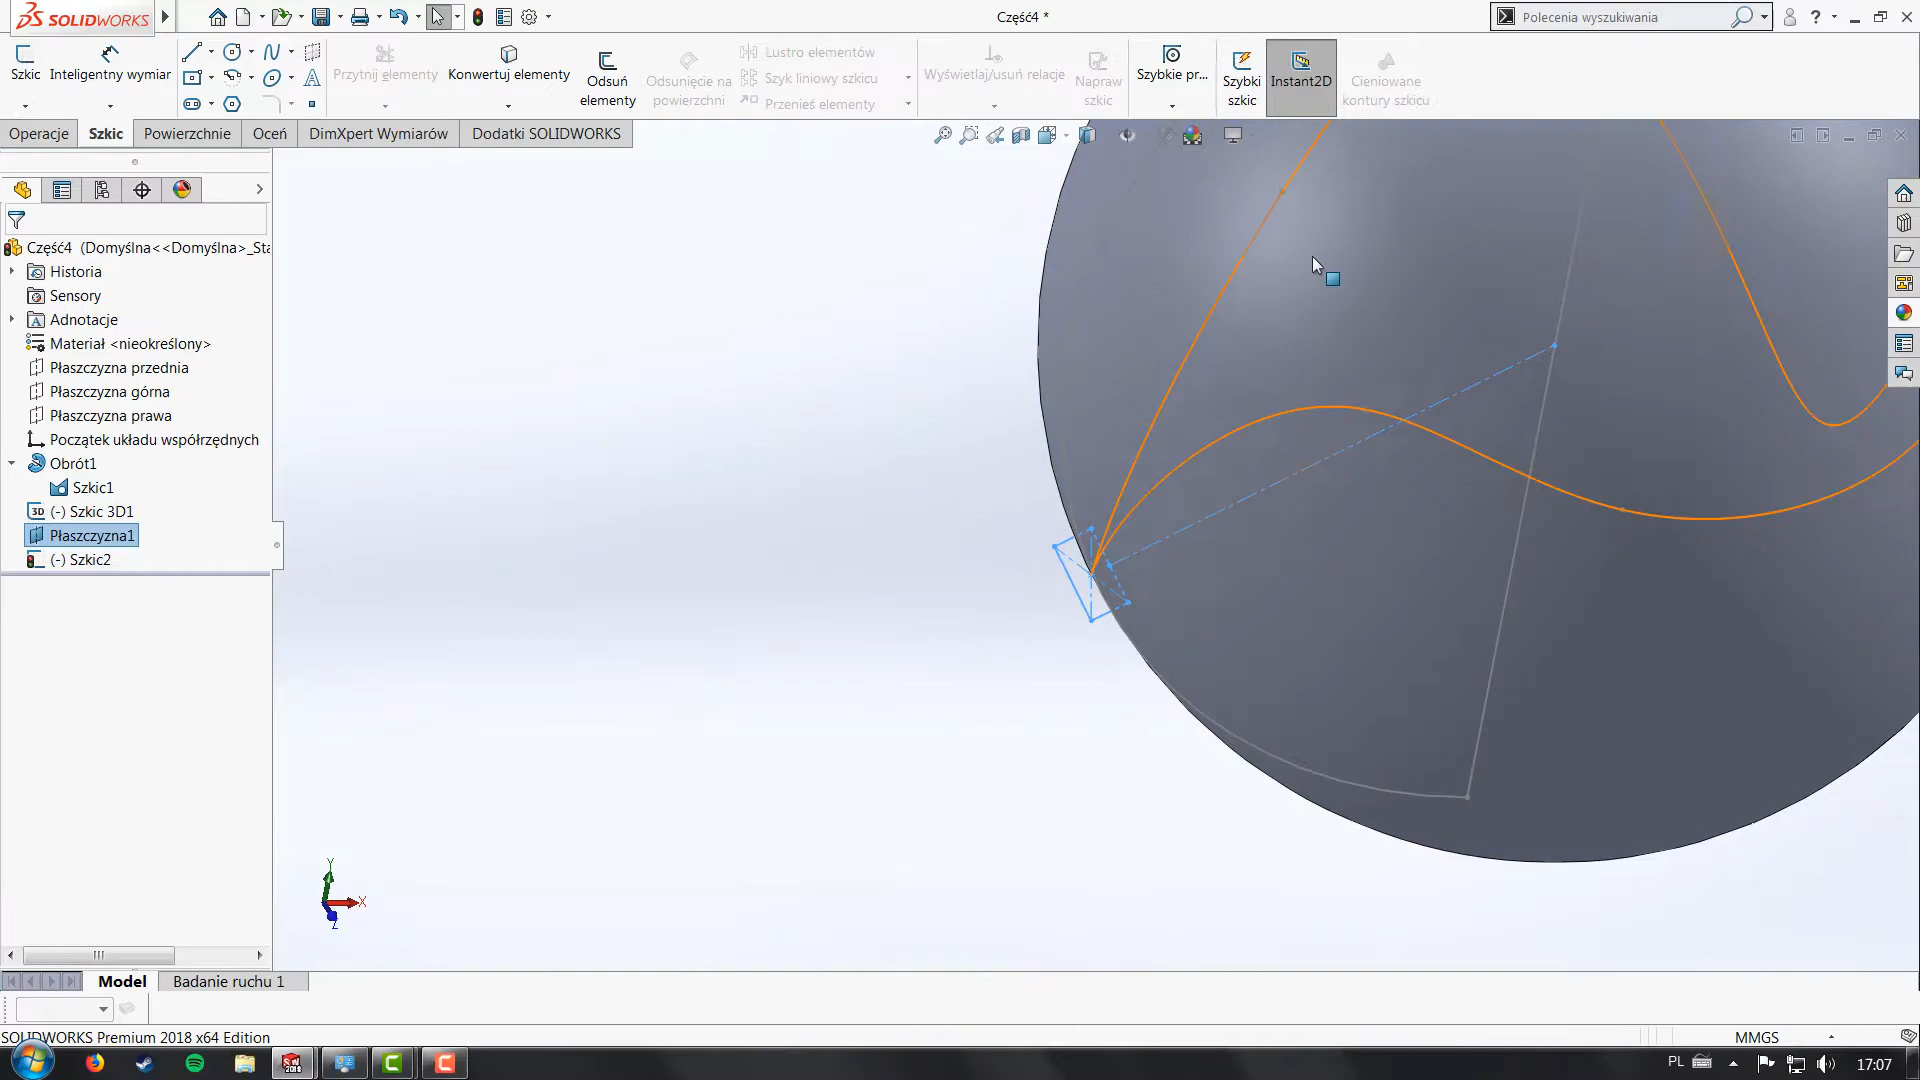 SOLIDWORKS
Część4 *
Polecenia wyszukiwania
Szkic
Inteligentny wymiar
Przytnij elementy
Konwertuj elementy
Odsuń
elementy
Odsunięcie na
powierzchni
Lustro elementów
Szyk liniowy szkicu
Przenieś elementy
Wyświetlaj/usuń relacje
Napraw
szkic
Szybkie pr...
Szybki
szkic
Instant2D
Cieniowane
kontury szkicu
Operacje
Szkic
Powierzchnie
Oceń
DimXpert Wymiarów
Dodatki SOLIDWORKS
Część4 (Domyślna<<Domyślna>_Sta
Historia
Sensory
Adnotacje
Materiał <nieokreślony>
Płaszczyzna przednia
Płaszczyzna górna
Płaszczyzna prawa
Początek układu współrzędnych
Obrót1
Szkic1
3D (-) Szkic 3D1
Płaszczyzna1
(-) Szkic2
Y
X
Z
Model
Badanie ruchu 1
SOLIDWORKS Premium 2018 x64 Edition
MMGS
PL
17:07